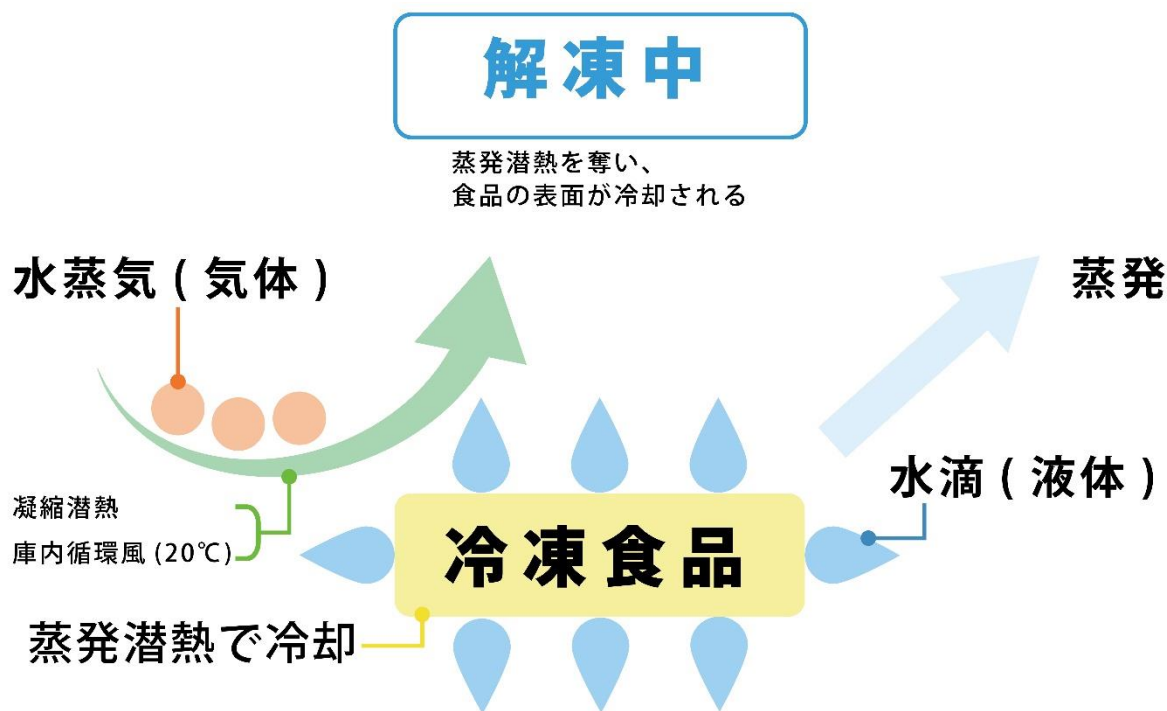 解凍中
蒸発潜熱を奪い、
食品の表面が冷却される
水蒸気(気体)
蒸発
水滴(液体)
凝縮潜熱
庫内循環風(20℃)
冷凍食品
蒸発潜熱で冷却